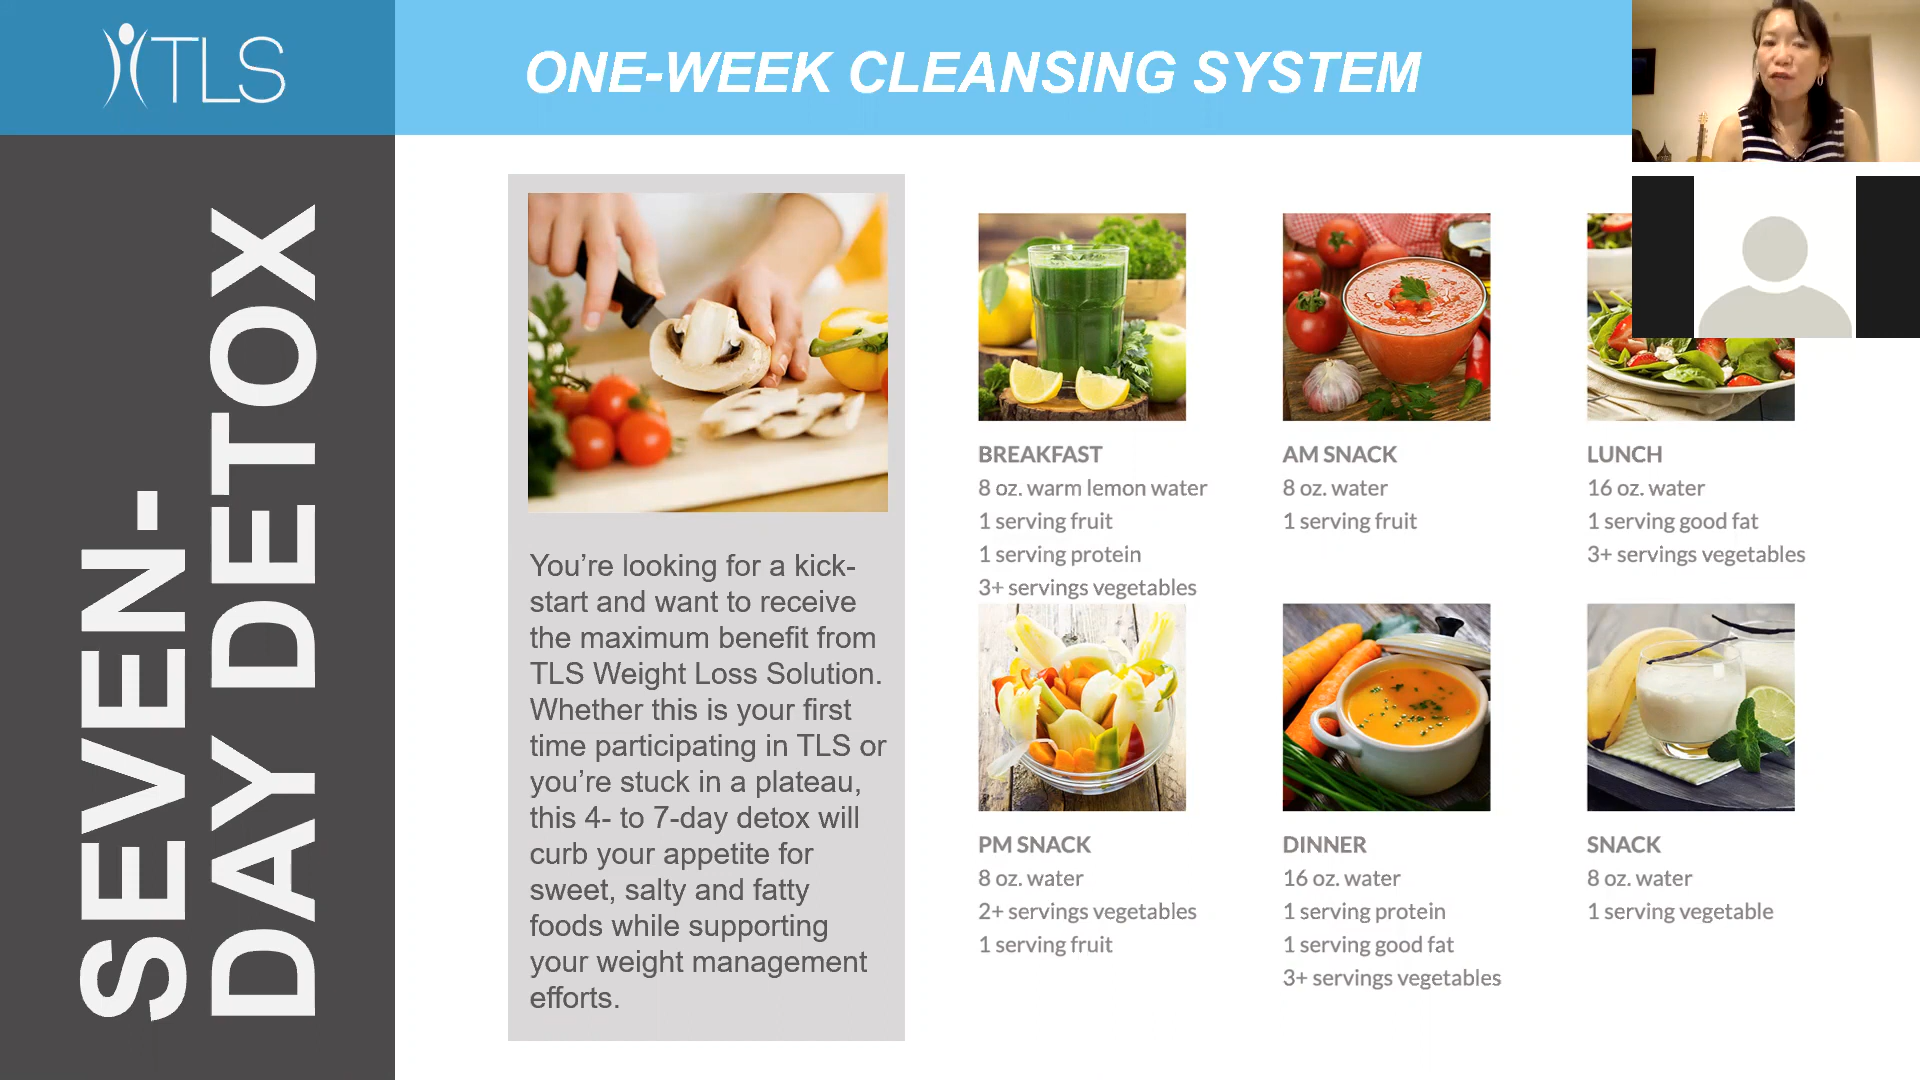 TLS
ONE-WEEK CLEANSING SYSTEM
SEVEN-
DAY DETOX
You’re looking for a kick-
start and want to receive
the maximum benefit from
TLS Weight Loss Solution.
Whether this is your first
time participating in TLS or
you’re stuck in a plateau,
this 4- to 7-day detox will
curb your appetite for
sweet, salty and fatty
foods while supporting
your weight management
efforts.
BREAKFAST
8 oz. warm lemon water
1 serving fruit
1 serving protein
3+ servings vegetables
AM SNACK
8 oz. water
1 serving fruit
LUNCH
16 oz. water
1 serving good fat
3+ servings vegetables
PM SNACK
8 oz. water
2+ servings vegetables
1 serving fruit
DINNER
16 oz. water
1 serving protein
1 serving good fat
3+ servings vegetables
SNACK
8 oz. water
1 serving vegetable